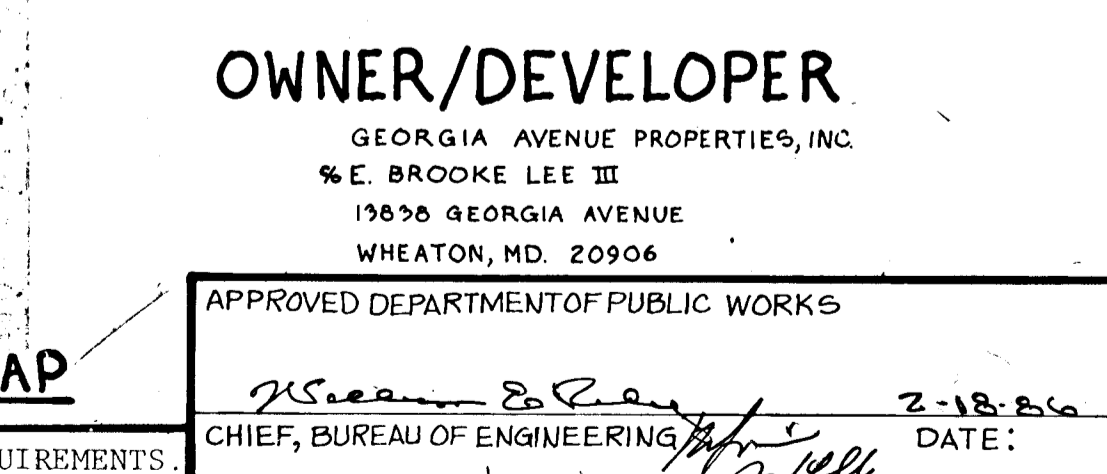 OWNER/DEVELOPER
GEORGIA AVENUE PROPERTIES, INC.
% E. BROOKE LEE III
13838 GEORGIA AVENUE
WHEATON, MD. 20906
APPROVED DEPARTMENT OF PUBLIC WORKS
AP
2-18-86
CHIEF, BUREAU OF ENGINEERING
DATE:
UIREMENTS.